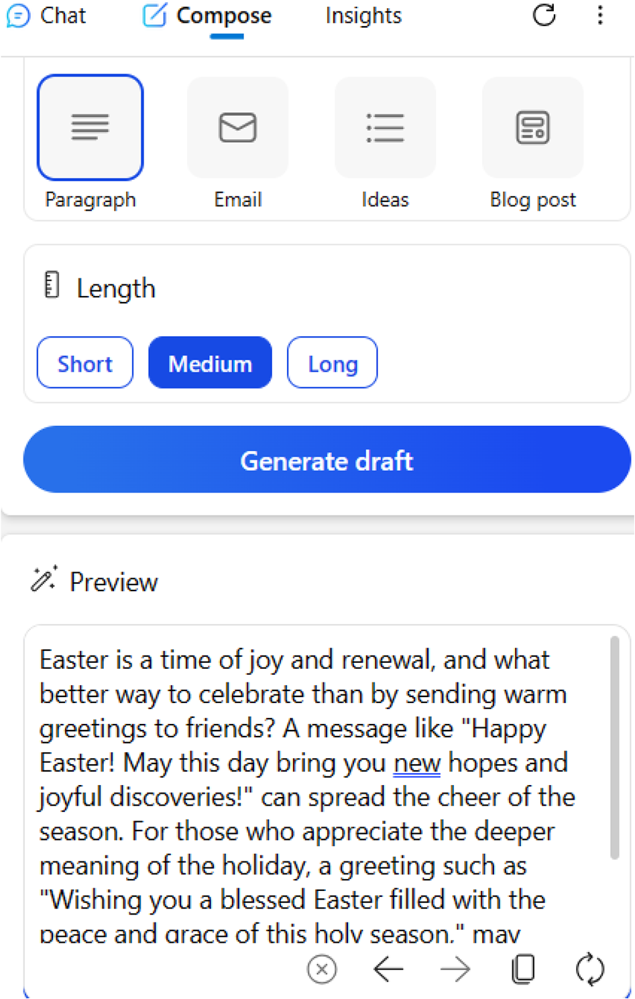 Chat Compose Insights
Paragraph Email Ideas Blog post
Length
Short Medium Long
Generate draft
Preview
Easter is a time of joy and renewal, and what
better way to celebrate than by sending warm
greetings to friends? A message like "Happy
Easter! May this day bring you new hopes and
joyful discoveries!" can spread the cheer of the
season. For those who appreciate the deeper
meaning of the holiday, a greeting such as
"Wishing you a blessed Easter filled with the
peace and grace of this holy season." may